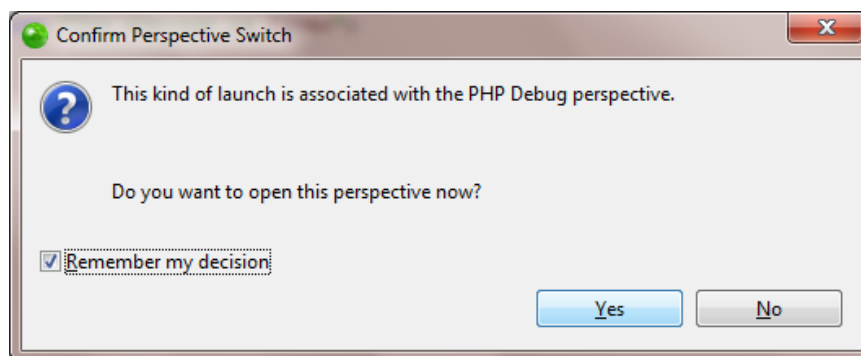 Confirm Perspective Switch
This kind of launch is associated with the PHP Debug perspective.
Do you want to open this perspective now?
Remember my decision
Yes
No